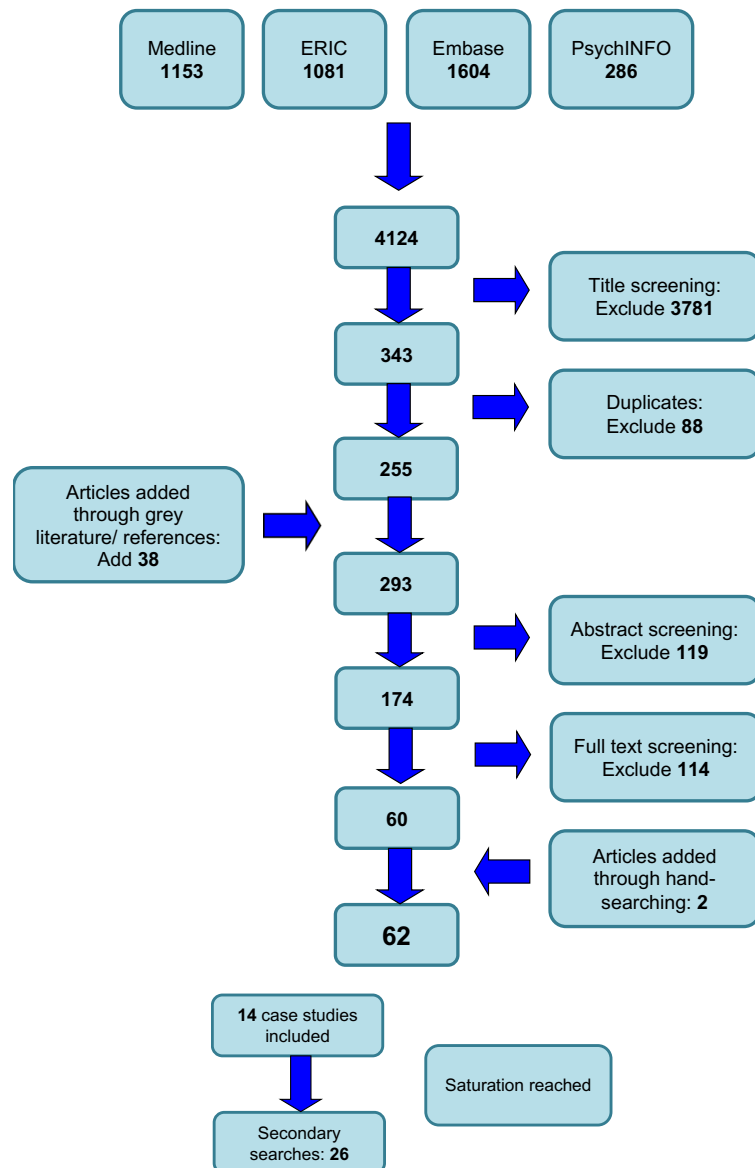 Medline
1153
ERIC
1081
Embase
1604
PsychINFO
286
4124
Title screening:
Exclude 3781
343
Duplicates:
Exclude 88
255
Articles added
through grey
literature/ references:
Add 38
293
Abstract screening:
Exclude 119
174
Full text screening:
Exclude 114
60
Articles added
through hand-
searching: 2
62
14 case studies
included
Saturation reached
Secondary
searches: 26